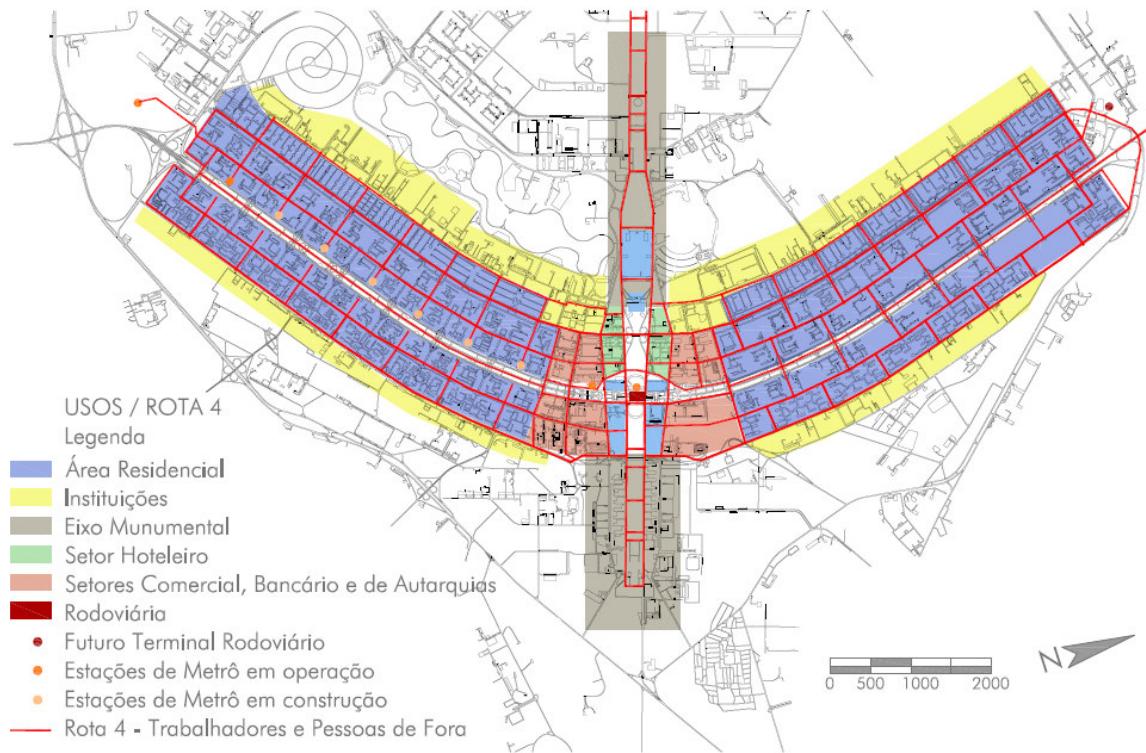 USOS / ROTA 4
Legenda
Área Residencial
Instituições
Eixo Munumental
Setor Hoteleiro
Setores Comercial, Bancário e de Autarquias
Rodoviária
Futuro Terminal Rodoviário
Estações de Metrô em operação
Estações de Metrô em construção
Rota 4 - Trabalhadores e Pessoas de Fora
N
0 500 1000 2000